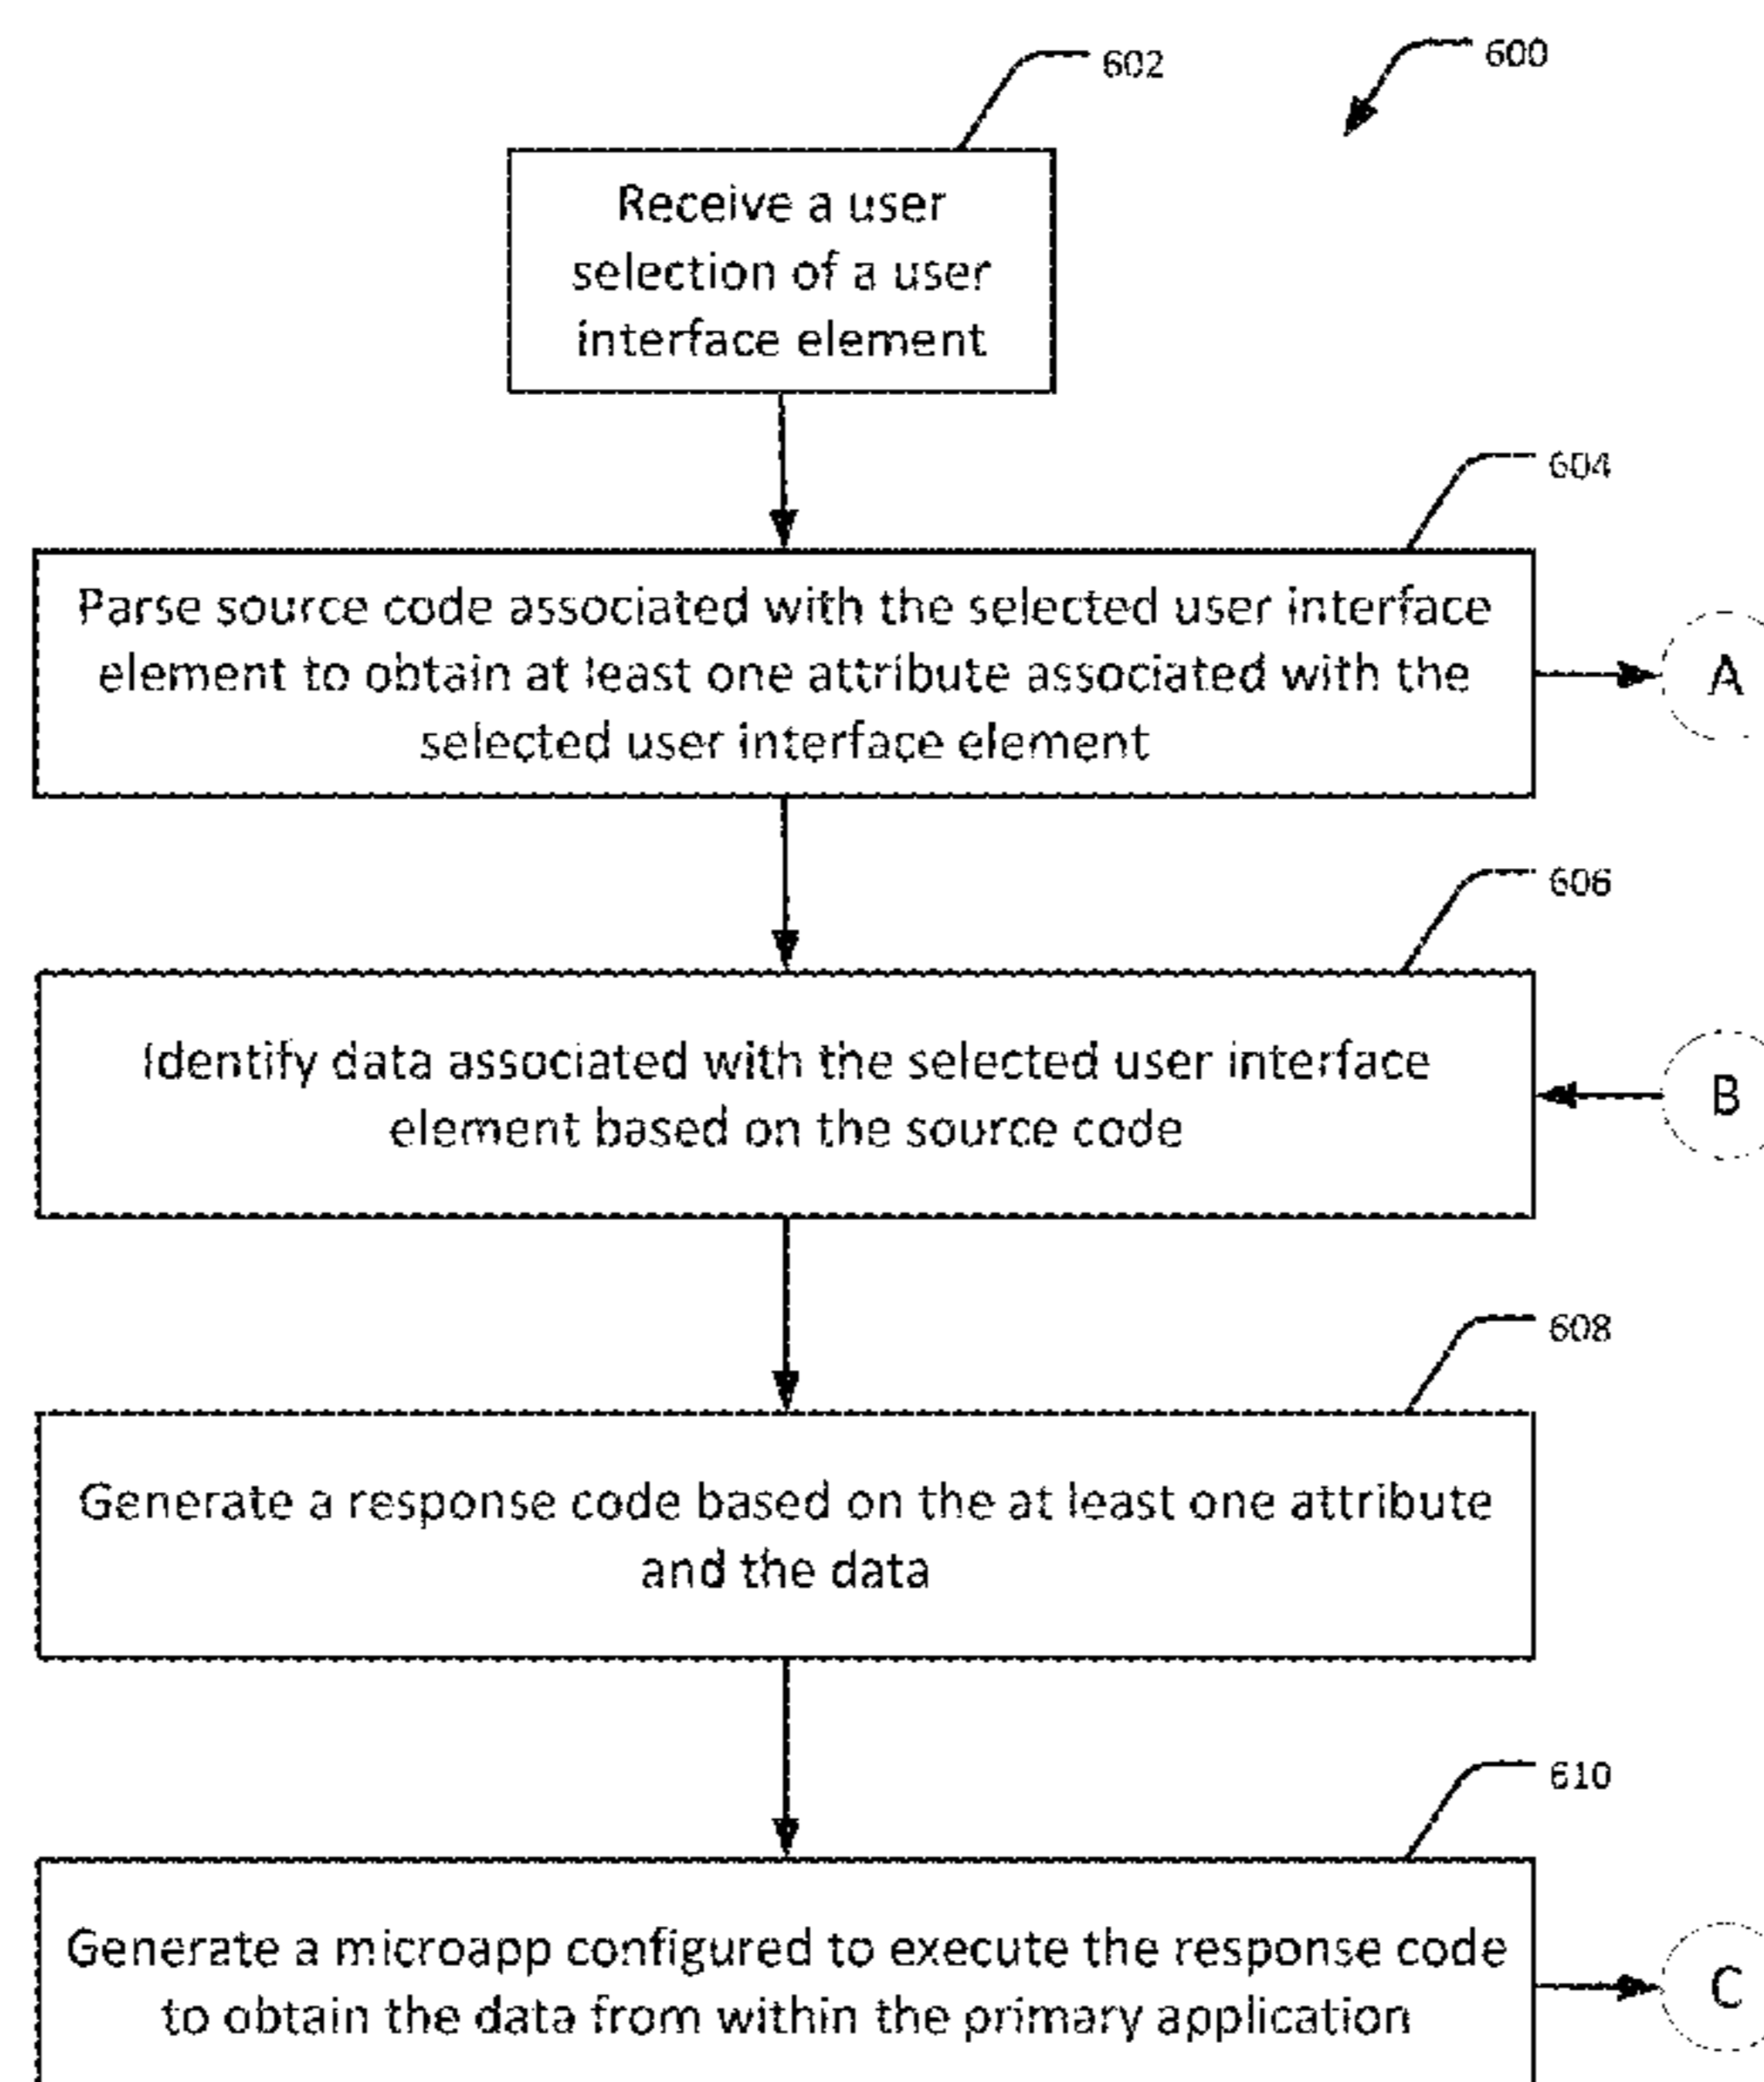 602
600
Receive a user
selection of a user
interface element
604
Parse source code associated with the selected user interface
element to obtain at least one attribute associated with the
selected user interface element
A
606
Identify data associated with the selected user interface
element based on the source code
B
608
Generate a response code based on the at least one attribute
and the data
610
Generate a microapp configured to execute the response code
to obtain the data from within the primary application
C